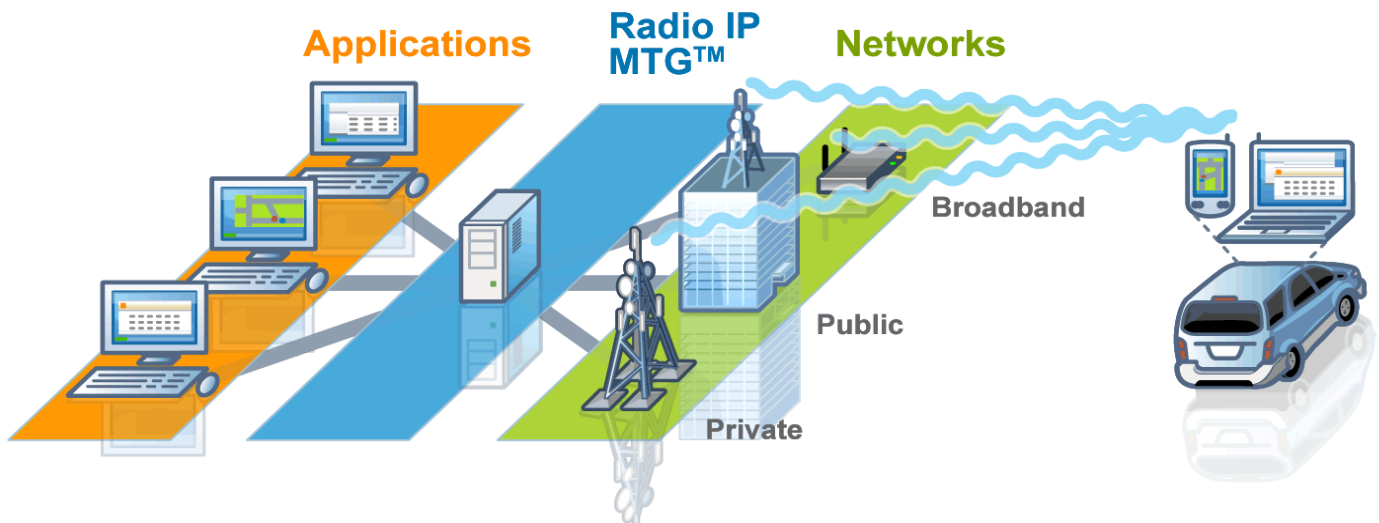 Applications
Radio IP
MTG™
Networks
Broadband
Public
Private